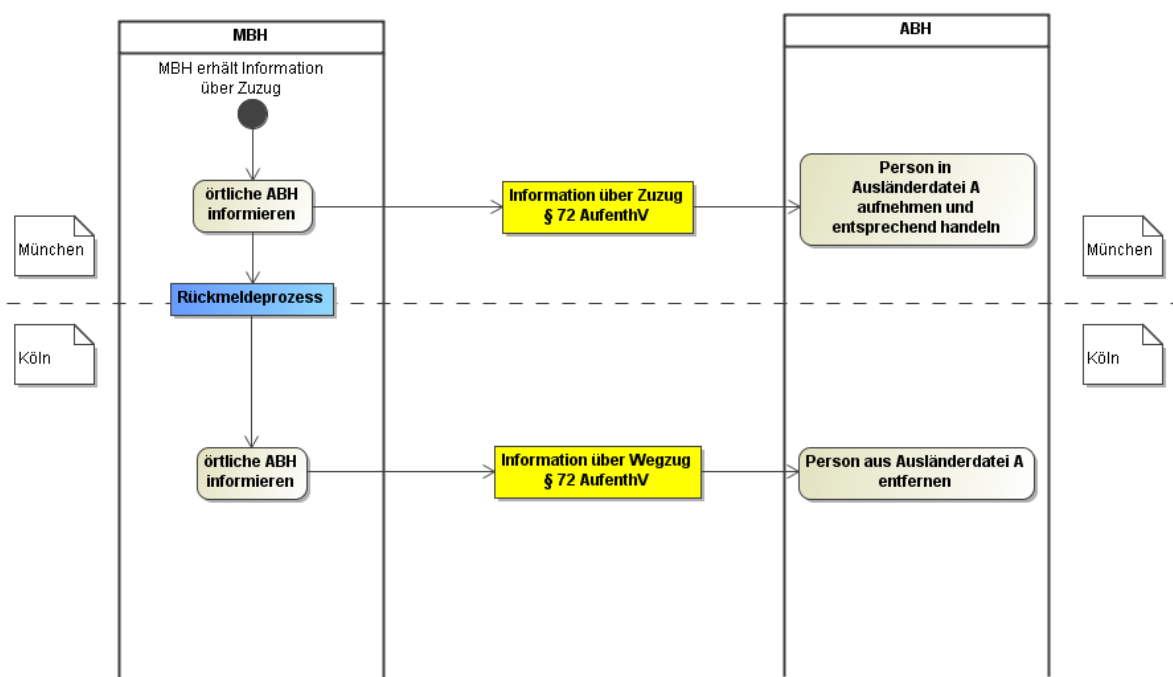 MBH
ABH
MBH erhält Information
über Zuzug
örtliche ABH
informieren
Information über Zuzug
§ 72 AufenthV
Person in
Ausländerdatei A
aufnehmen und
entsprechend handeln
München
München
Rückmeldeprozess
Köln
Köln
örtliche ABH
informieren
Information über Wegzug
§ 72 AufenthV
Person aus Ausländerdatei A
entfernen